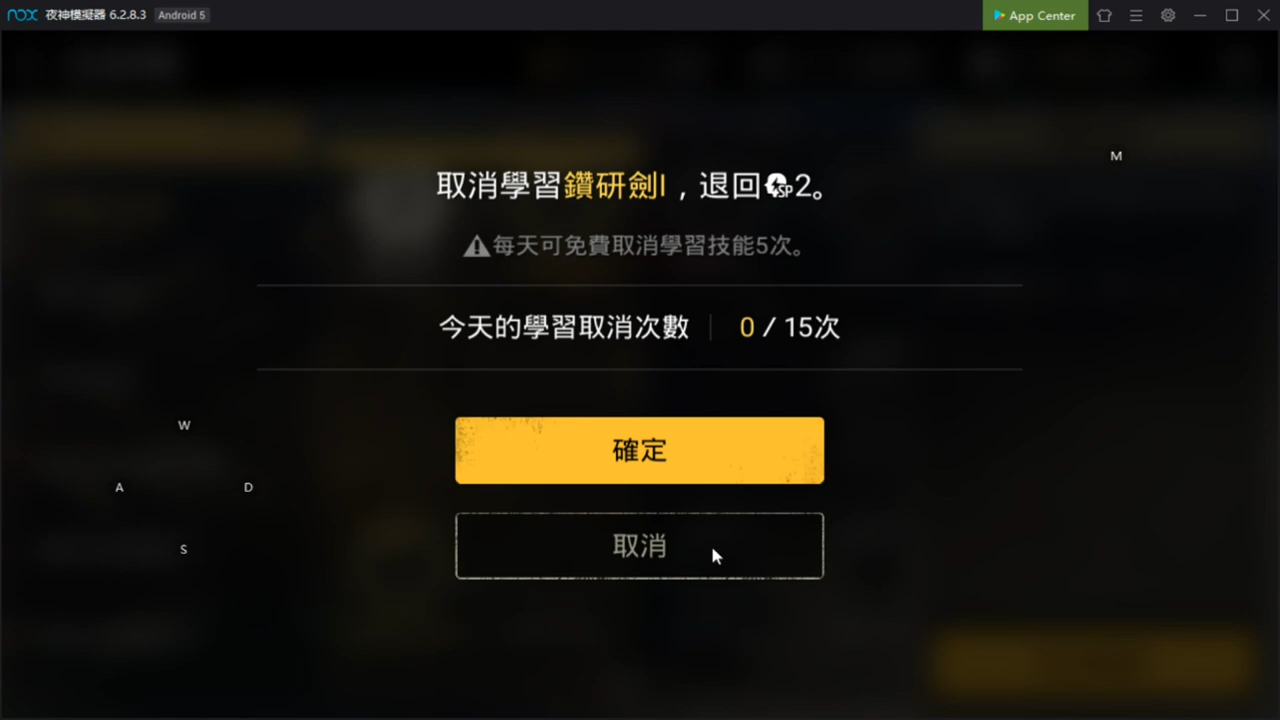 nox 夜神模擬器 6.2.8.3 Android 5 App Center
M
取消學習鑽研劍I，退回SP2。
每天可免費取消學習技能5次。
今天的學習取消次數 0 / 15次
W
確定
A D
取消
S